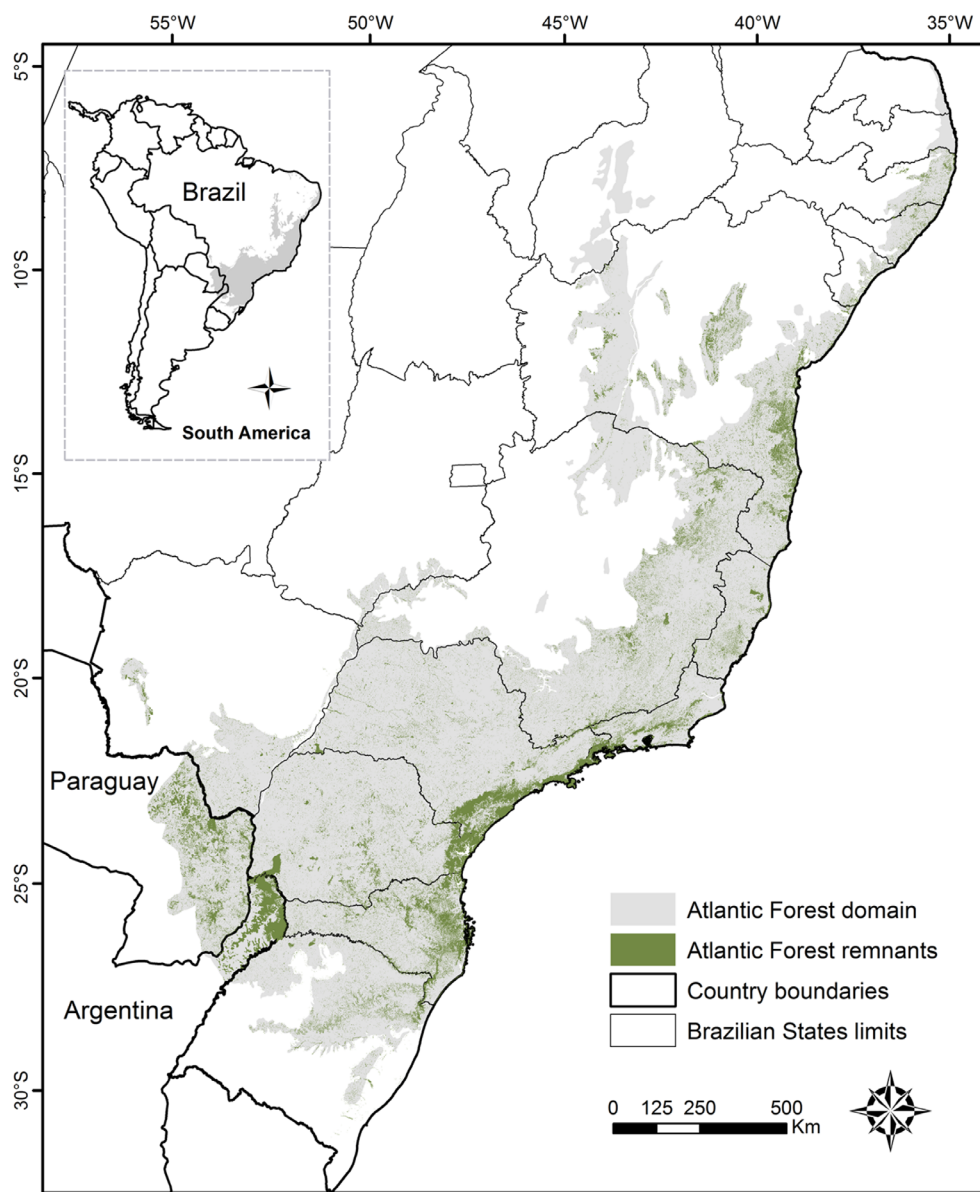 55°W 50°W 45°W 40°W 35°W
5°S
10°S
15°S
20°S
25°S
30°S
Brazil
South America
Paraguay
Argentina
Atlantic Forest domain
Atlantic Forest remnants
Country boundaries
Brazilian States limits
0 125 250 500
Km